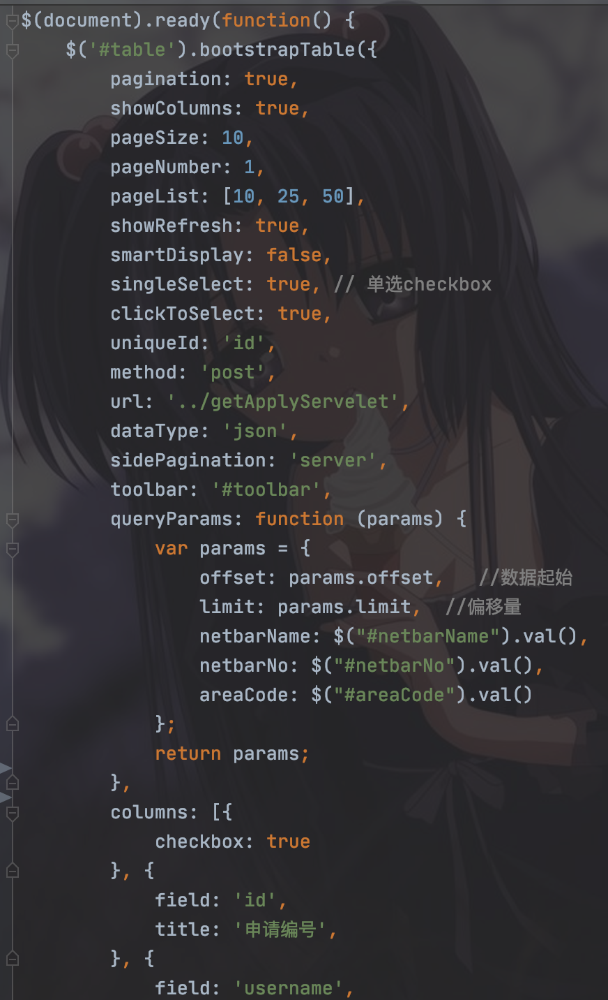 $(document).ready(function() {
    $('#table').bootstrapTable({
        pagination: true,
        showColumns: true,
        pageSize: 10,
        pageNumber: 1,
        pageList: [10, 25, 50],
        showRefresh: true,
        smartDisplay: false,
        singleSelect: true, // 单选checkbox
        clickToSelect: true,
        uniqueId: 'id',
        method: 'post',
        url: '../getApplyServelet',
        dataType: 'json',
        sidePagination: 'server',
        toolbar: '#toolbar',
        queryParams: function (params) {
            var params = {
                offset: params.offset,   //数据起始
                limit: params.limit,  //偏移量
                netbarName: $("#netbarName").val(),
                netbarNo: $("#netbarNo").val(),
                areaCode: $("#areaCode").val()
            };
            return params;
        },
        columns: [{
            checkbox: true
        }, {
            field: 'id',
            title: '申请编号',
        }, {
            field: 'username',